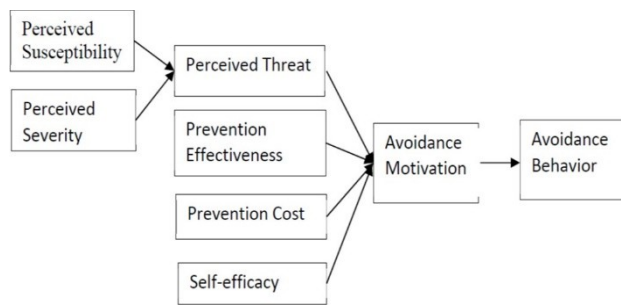 Perceived
Susceptibility
Perceived
Severity
Perceived Threat
Prevention
Effectiveness
Prevention Cost
Self-efficacy
Avoidance
Motivation
Avoidance
Behavior